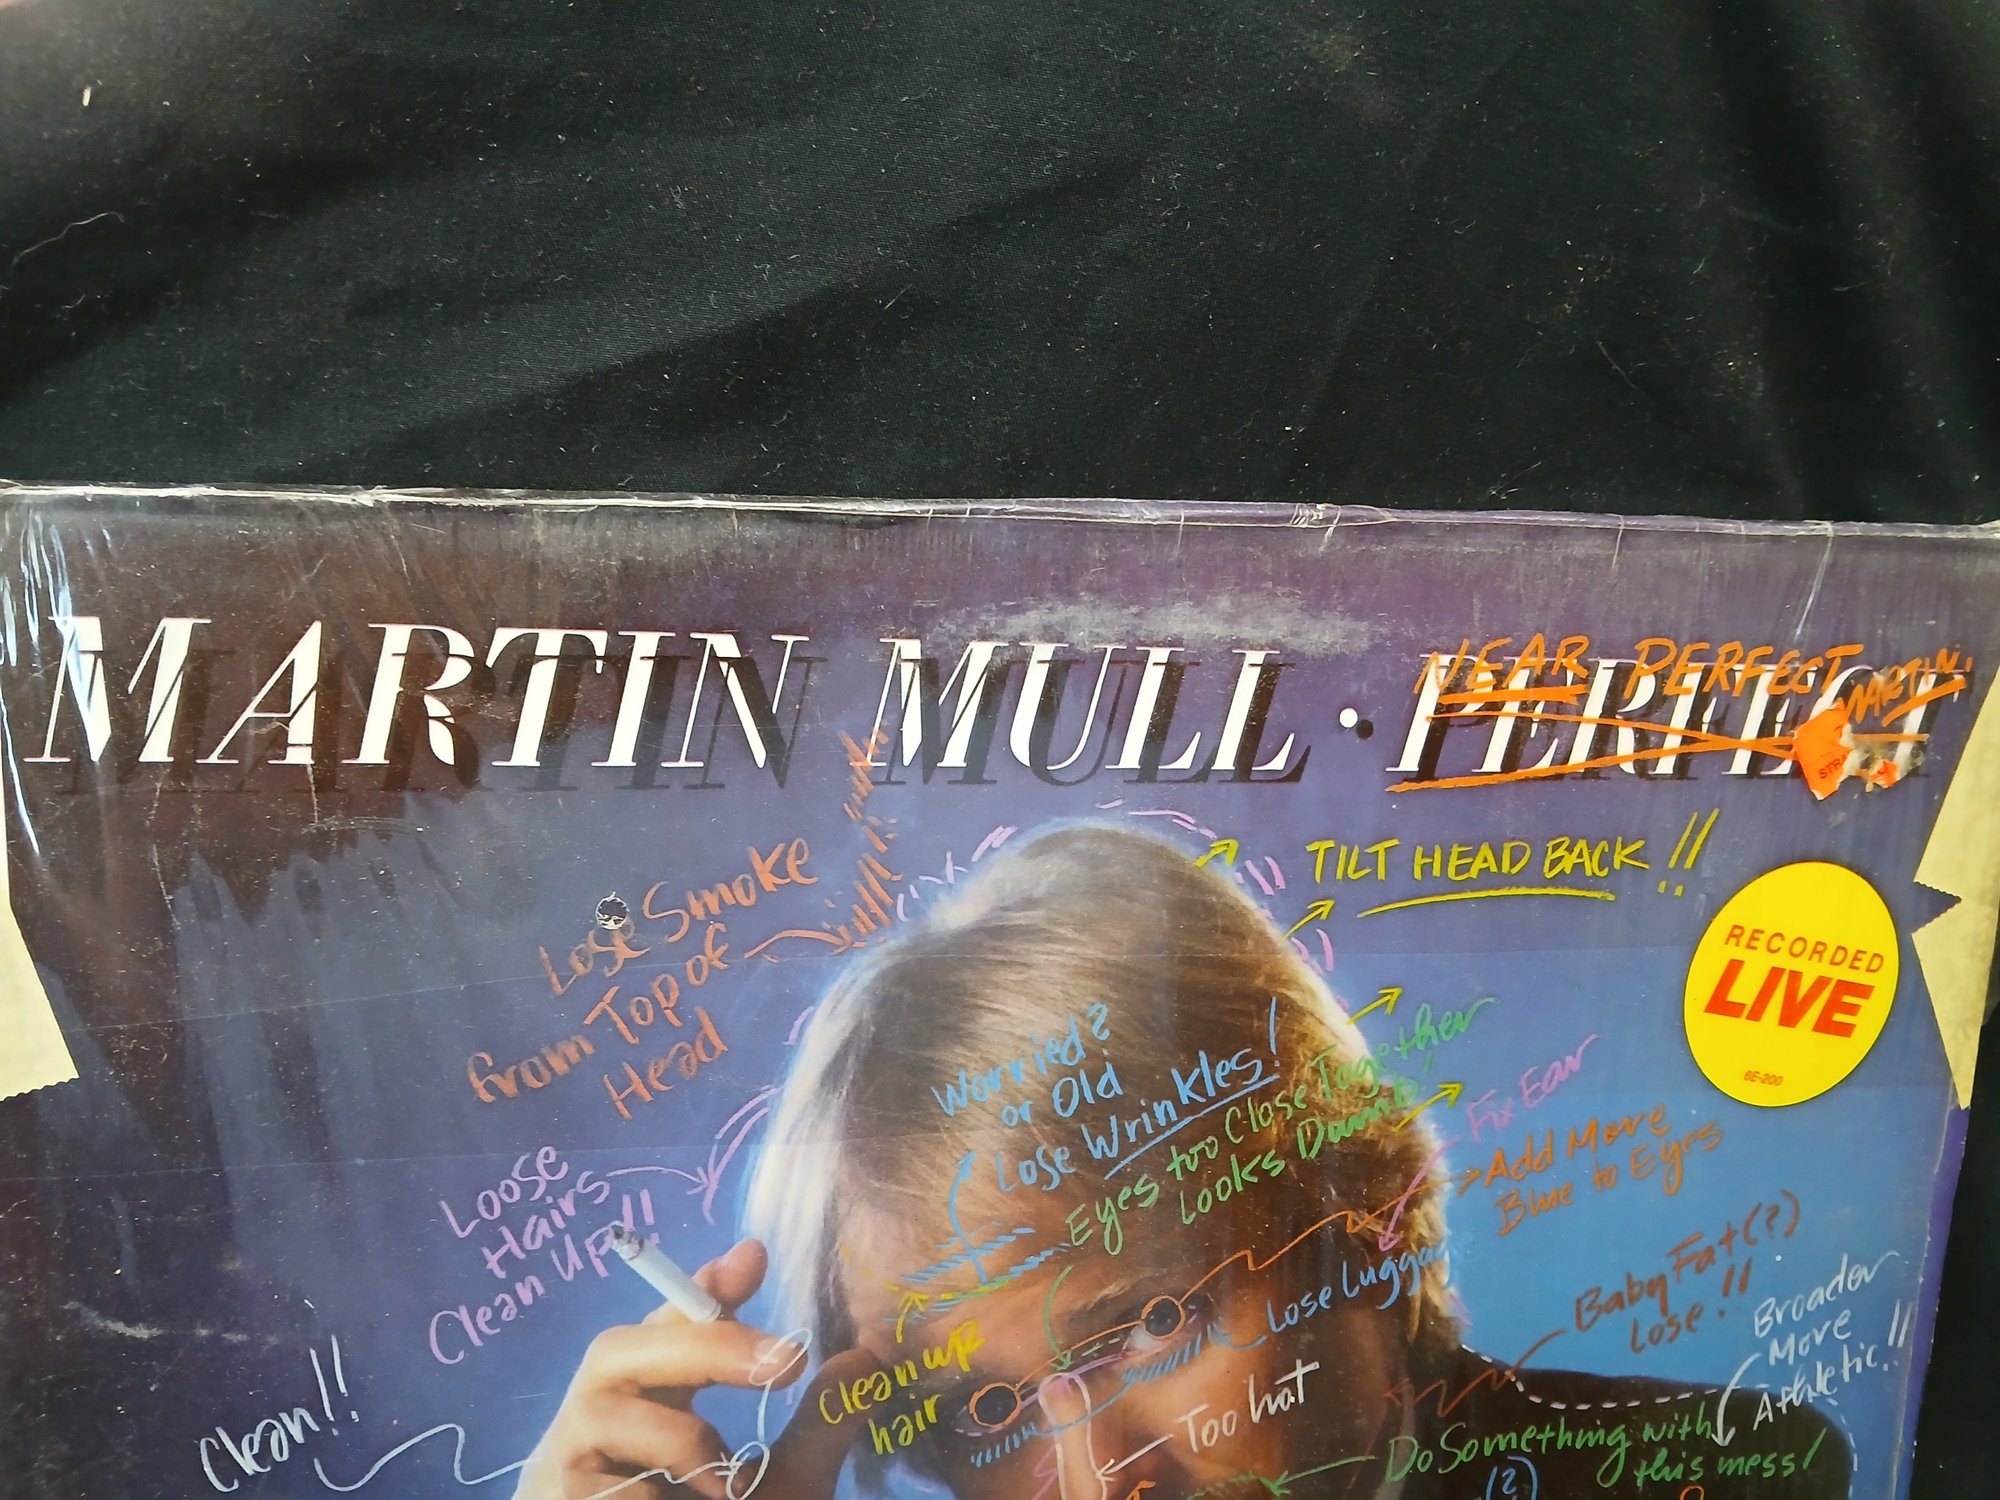 MARTIN MULL • PERFECT
NEAR PERFECT
MARTIN!
TILT HEAD BACK!!
RECORDED
LIVE
6E-200
Lose Smoke
from Top of
Head
Worried?
or Old
Lose Wrinkles!
Eyes too Close Together
Looks Dumb!
Fix Ear
Add More
Blue to Eyes
Loose
Hairs
Clean Up!!
Lose Luggage
Baby Fat(?)
Lose!!
Broader
More
Athletic!!
Clean up
hair
Clean!!
Too hot
Do Something with
this mess!
(?)